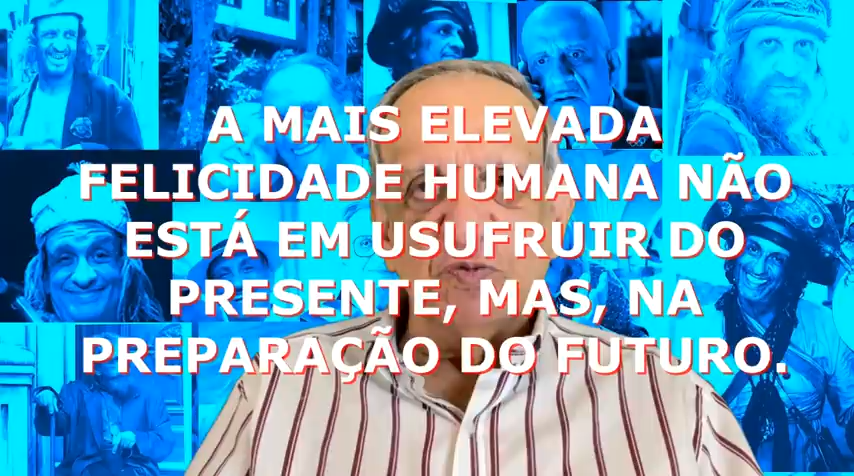 A MAIS ELEVADA
FELICIDADE HUMANA NÃO
ESTÁ EM USUFRUIR DO
PRESENTE, MAS, NA
PREPARAÇÃO DO FUTURO.